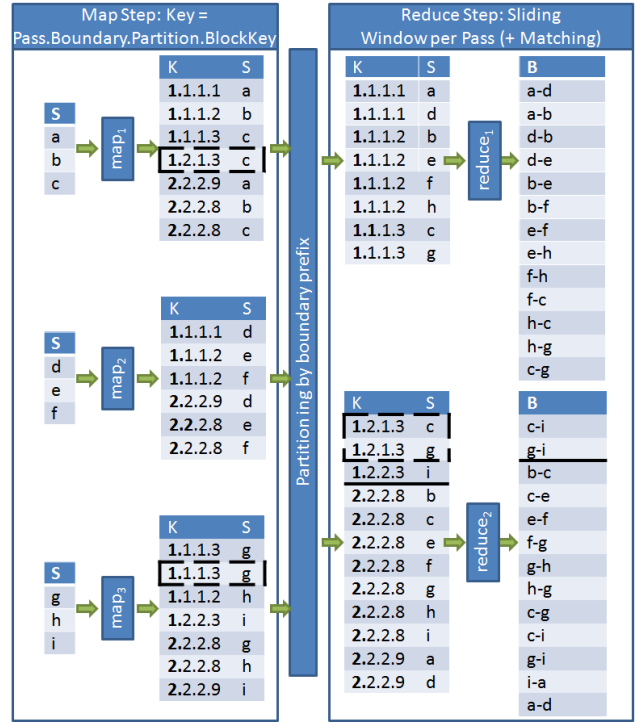 Map Step: Key =
Pass.Boundary.Partition.BlockKey
S
a
b
c
map1
K S
1.1.1.1 a
1.1.1.2 b
1.1.1.3 c
1.2.1.3 c
2.2.2.9 a
2.2.2.8 b
2.2.2.8 c
S
d
e
f
map2
K S
1.1.1.1 d
1.1.1.2 e
1.1.1.2 f
2.2.2.9 d
2.2.2.8 e
2.2.2.8 f
S
g
h
i
map3
K S
1.1.1.3 g
1.1.1.3 g
1.1.1.2 h
1.2.2.3 i
2.2.2.8 g
2.2.2.8 h
2.2.2.9 i
Partitioning by boundary prefix
Reduce Step: Sliding
Window per Pass (+ Matching)
K S
1.1.1.1 a
1.1.1.1 d
1.1.1.2 b
1.1.1.2 e
1.1.1.2 f
1.1.1.2 h
1.1.1.3 c
1.1.1.3 g
reduce1
B
a-d
a-b
d-b
d-e
b-e
b-f
e-f
e-h
f-h
f-c
h-c
h-g
c-g
K S
1.2.1.3 c
1.2.1.3 g
1.2.2.3 i
2.2.2.8 b
2.2.2.8 c
2.2.2.8 e
2.2.2.8 f
2.2.2.8 g
2.2.2.8 h
2.2.2.8 i
2.2.2.9 a
2.2.2.9 d
reduce2
B
c-i
g-i
b-c
c-e
e-f
f-g
g-h
h-g
c-g
c-i
g-i
i-a
a-d